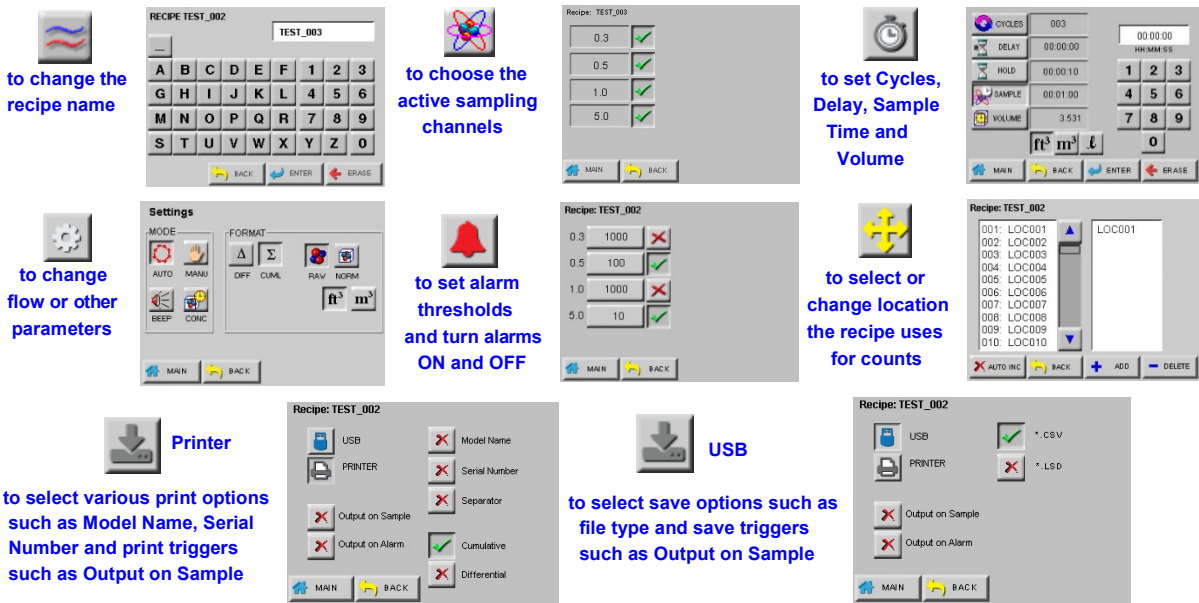 to change the
recipe name
RECIPE TEST_002
TEST_003
_
A B C D E F 1 2 3
G H I J K L 4 5 6
M N O P Q R 7 8 9
S T U V W X Y Z 0
BACK ENTER ERASE
to choose the
active sampling
channels
Recipe: TEST_003
0.3
0.5
1.0
5.0
MAIN BACK
to set Cycles,
Delay, Sample
Time and
Volume
CYCLES 003
DELAY 00:00:00
HOLD 00:00:10
SAMPLE 00:01:00
VOLUME 3.531
ft³ m³ ℓ
00:00:00
HH:MM:SS
1 2 3
4 5 6
7 8 9
0
MAIN BACK ENTER ERASE
to change
flow or other
parameters
Settings
MODE
AUTO MANU
BEEP CONC
FORMAT
Δ Σ
DIFF CUML RAW NORM
ft³ m³
MAIN BACK
to set alarm
thresholds
and turn alarms
ON and OFF
Recipe: TEST_002
0.3 1000
0.5 100
1.0 1000
5.0 10
MAIN BACK
to select or
change location
the recipe uses
for counts
Recipe: TEST_002
001: LOC001
002: LOC002
003: LOC003
004: LOC004
005: LOC005
006: LOC006
007: LOC007
008: LOC008
009: LOC009
010: LOC010
LOC001
AUTO INC BACK ADD DELETE
Printer
to select various print options
such as Model Name, Serial
Number and print triggers
such as Output on Sample
Recipe: TEST_002
USB
PRINTER
Output on Sample
Output on Alarm
Model Name
Serial Number
Separator
Cumulative
Differential
MAIN BACK
USB
to select save options such as
file type and save triggers
such as Output on Sample
Recipe: TEST_002
USB
PRINTER
Output on Sample
Output on Alarm
*.CSV
*.LSD
MAIN BACK